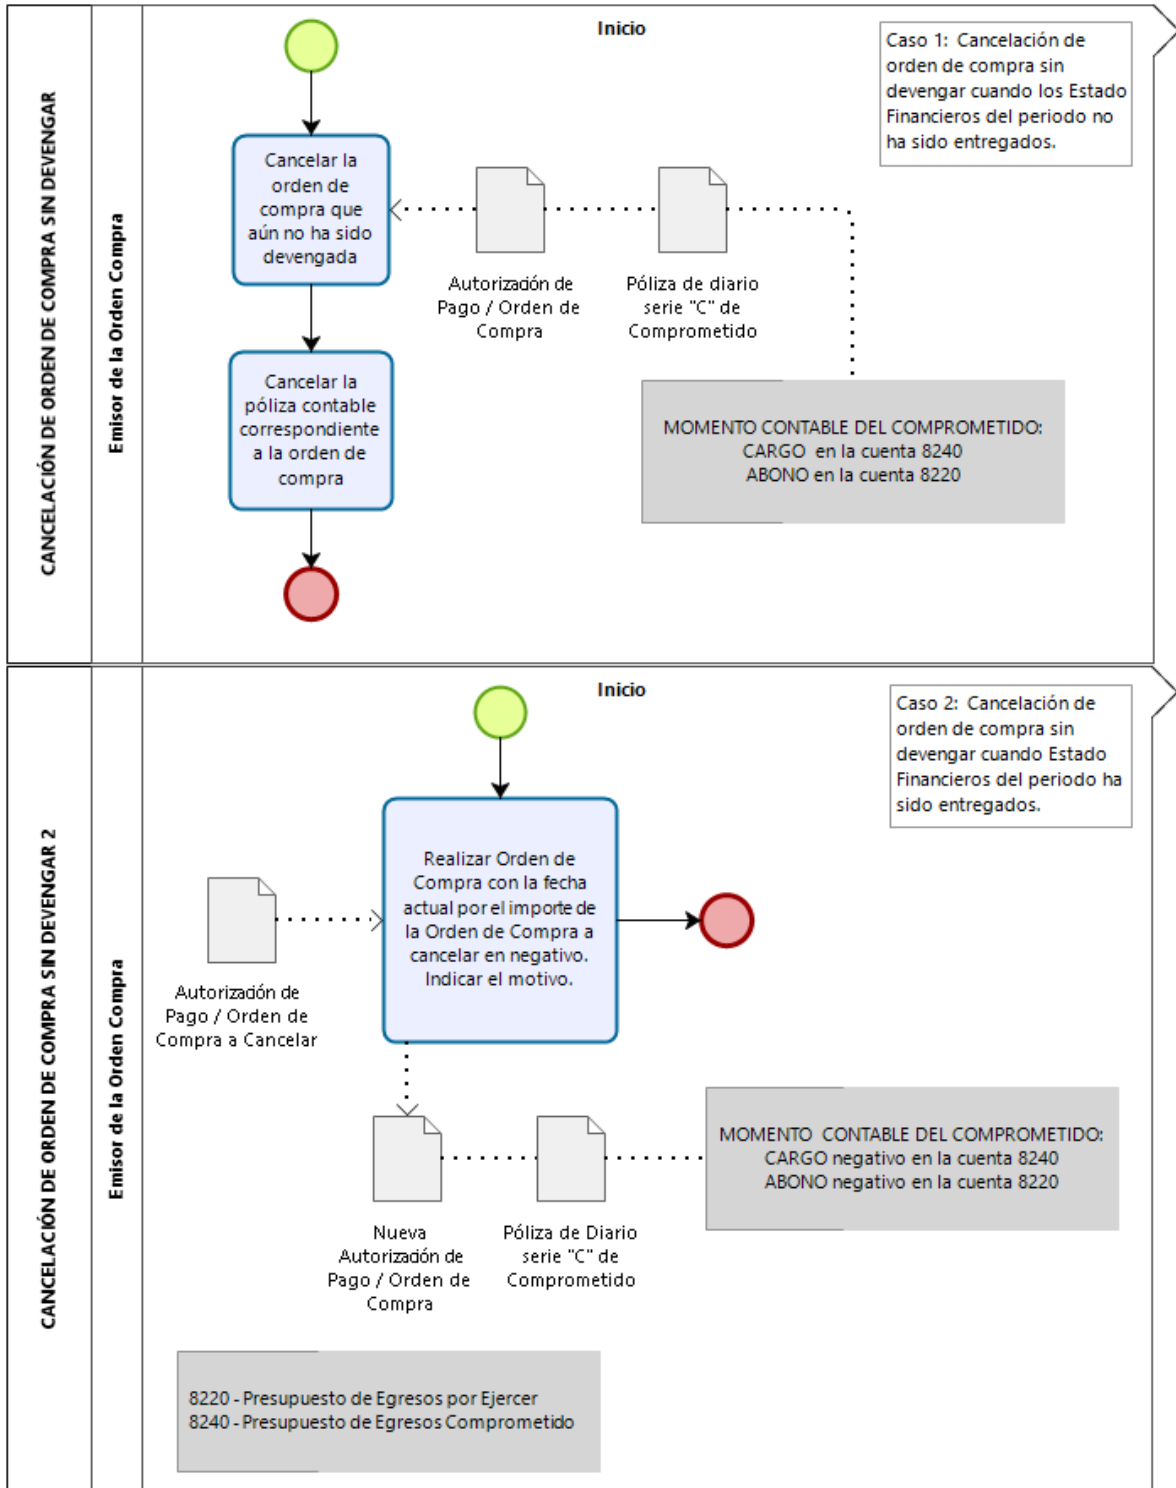 CANCELACIÓN DE ORDEN DE COMPRA SIN DEVENGAR
Emisor de la Orden Compra
Inicio
Caso 1: Cancelación de
orden de compra sin
devengar cuando los Estado
Financieros del periodo no
ha sido entregados.
Cancelar la
orden de
compra que
aún no ha sido
devengada
Autorización de
Pago / Orden de
Compra
Póliza de diario
serie "C" de
Comprometido
Cancelar la
póliza contable
correspondiente
a la orden de
compra
MOMENTO CONTABLE DEL COMPROMETIDO:
CARGO en la cuenta 8240
ABONO en la cuenta 8220
CANCELACIÓN DE ORDEN DE COMPRA SIN DEVENGAR 2
Emisor de la Orden Compra
Inicio
Caso 2: Cancelación de
orden de compra sin
devengar cuando Estado
Financieros del periodo ha
sido entregados.
Realizar Orden de
Compra con la fecha
actual por el importe de
la Orden de Compra a
cancelar en negativo.
Indicar el motivo.
Autorización de
Pago / Orden de
Compra a Cancelar
Nueva
Autorización de
Pago / Orden de
Compra
Póliza de Diario
serie "C" de
Comprometido
MOMENTO CONTABLE DEL COMPROMETIDO:
CARGO negativo en la cuenta 8240
ABONO negativo en la cuenta 8220
8220 - Presupuesto de Egresos por Ejercer
8240 - Presupuesto de Egresos Comprometido